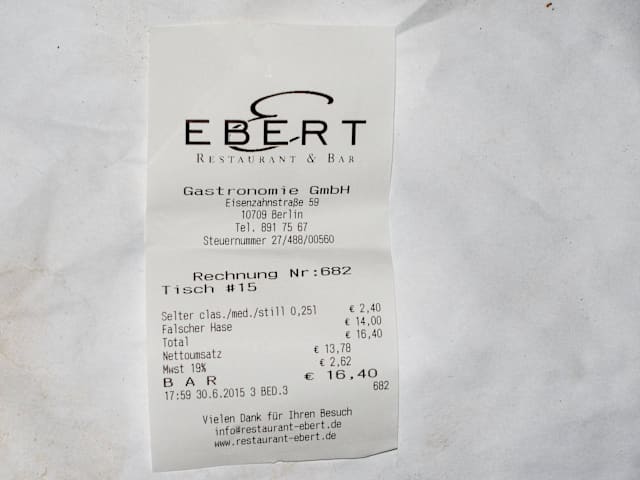 EBERT
RESTAURANT & BAR
Gastronomie GmbH
Eisenzahnstraße 59
10709 Berlin
Tel. 891 75 67
Steuernummer 27/488/00560
Rechnung Nr:682
Tisch #15
Selter clas./med./still 0,25l € 2,40
Falscher Hase € 14,00
Total € 16,40
Nettoumsatz € 13,78
Mwst 19% € 2,62
B A R € 16,40
17:59 30.6.2015 3 BED.3 682
Vielen Dank für Ihren Besuch
info@restaurant-ebert.de
www.restaurant-ebert.de